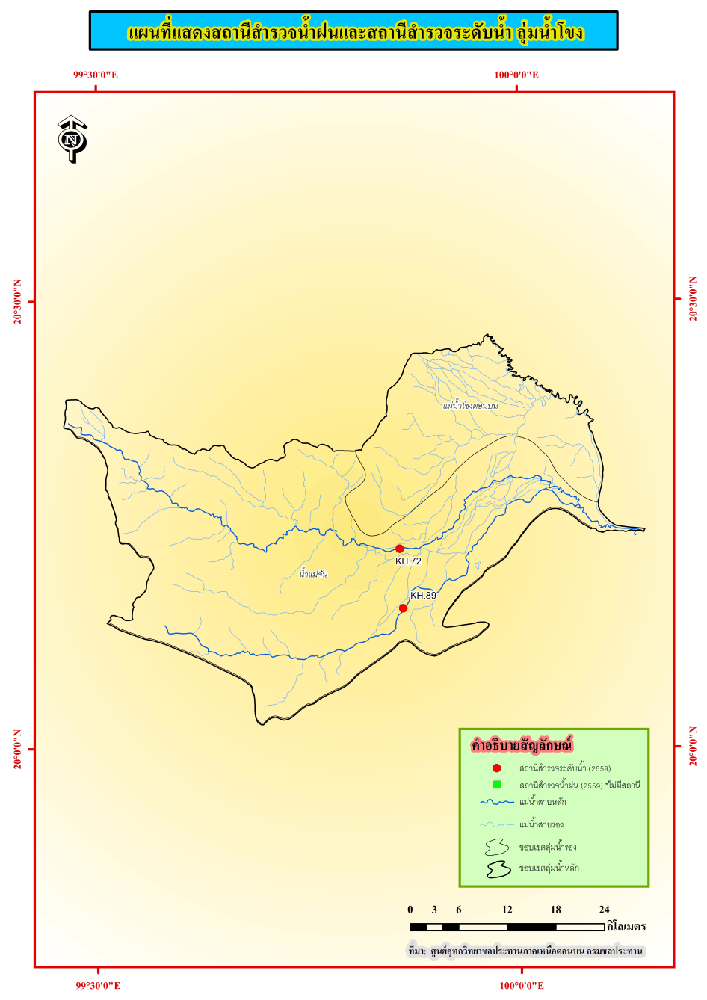 แผนที่แสดงสถานีสำรวจน้ำฝนและสถานีสำรวจระดับน้ำ ลุ่มน้ำโขง
99°30'0"E
100°0'0"E
N
20°30'0"N
20°30'0"N
แม่น้ำโขงตอนบน
KH.72
น้ำแม่จัน
KH.89
20°0'0"N
20°0'0"N
คำอธิบายสัญลักษณ์
สถานีสำรวจระดับน้ำ (2559)
สถานีสำรวจน้ำฝน (2559) *ไม่มีสถานี
แม่น้ำสายหลัก
แม่น้ำสายรอง
ขอบเขตลุ่มน้ำรอง
ขอบเขตลุ่มน้ำหลัก
0 3 6 12 18 24
กิโลเมตร
ที่มา: ศูนย์อุทกวิทยาชลประทานภาคเหนือตอนบน กรมชลประทาน
99°30'0"E
100°0'0"E